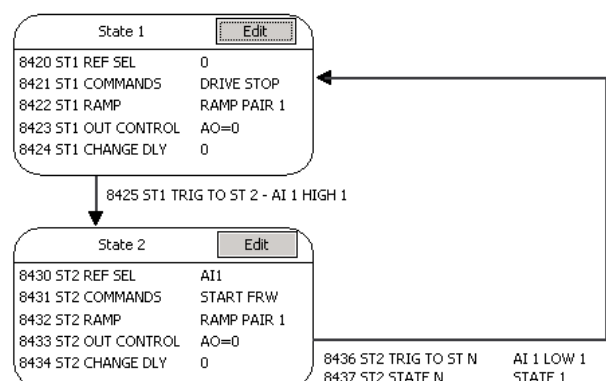 State 1 Edit
8420 ST1 REF SEL 0
8421 ST1 COMMANDS DRIVE STOP
8422 ST1 RAMP RAMP PAIR 1
8423 ST1 OUT CONTROL AO=0
8424 ST1 CHANGE DLY 0
8425 ST1 TRIG TO ST 2 - AI 1 HIGH 1
State 2 Edit
8430 ST2 REF SEL AI1
8431 ST2 COMMANDS START FRW
8432 ST2 RAMP RAMP PAIR 1
8433 ST2 OUT CONTROL AO=0
8434 ST2 CHANGE DLY 0
8436 ST2 TRIG TO ST N AI 1 LOW 1
8437 ST2 STATE N STATE 1